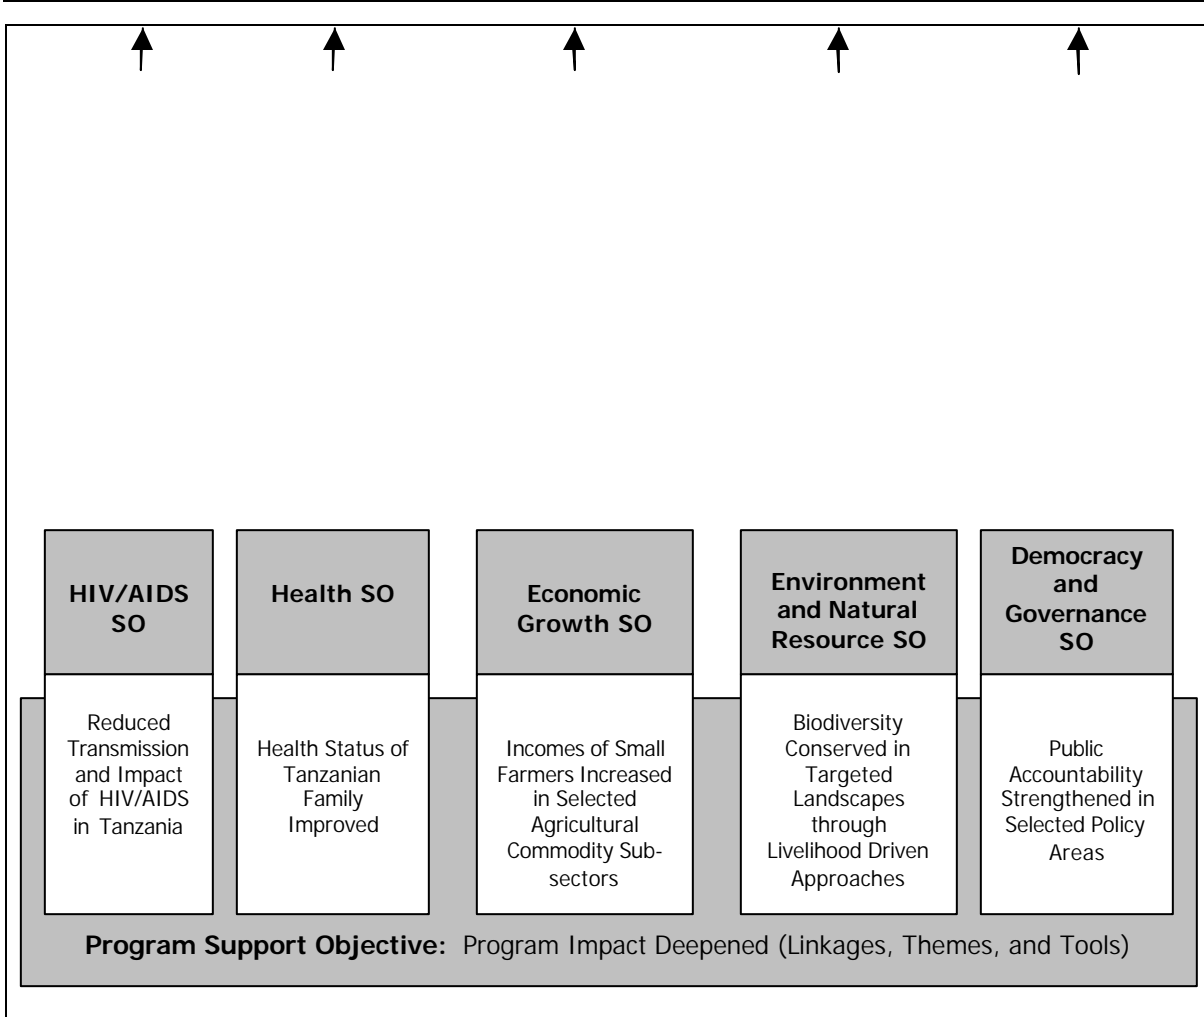 HIV/AIDS
SO
Health SO
Economic
Growth SO
Environment
and Natural
Resource SO
Democracy
and
Governance
SO
Reduced
Transmission
and Impact
of HIV/AIDS
in Tanzania
Health Status of
Tanzanian
Family
Improved
Incomes of Small
Farmers Increased
in Selected
Agricultural
Commodity Sub-
sectors
Biodiversity
Conserved in
Targeted
Landscapes
through
Livelihood Driven
Approaches
Public
Accountability
Strengthened in
Selected Policy
Areas
Program Support Objective: Program Impact Deepened (Linkages, Themes, and Tools)